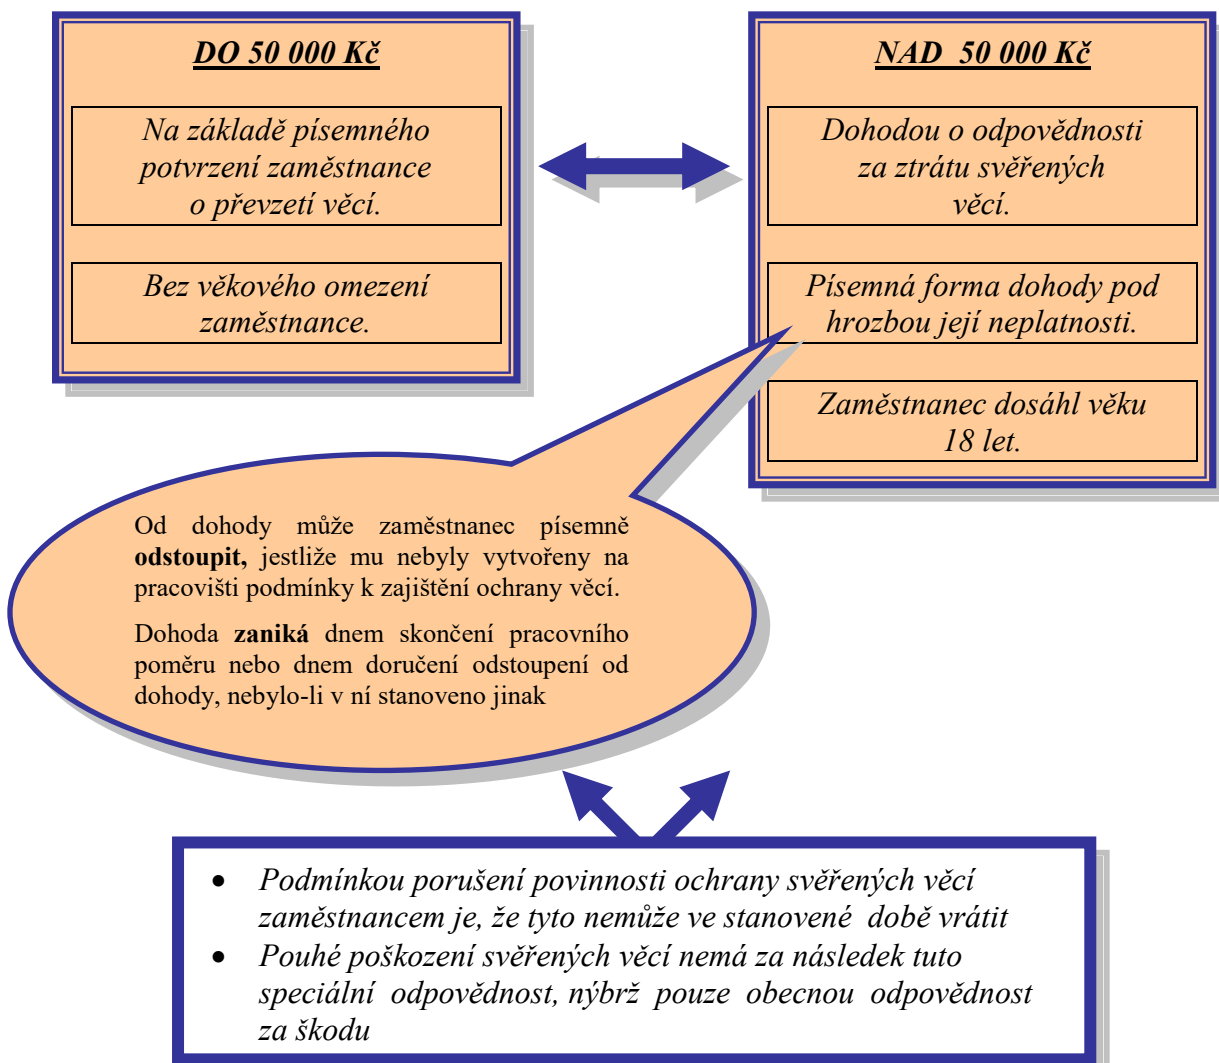 DO 50 000 Kč
Na základě písemného
potvrzení zaměstnance
o převzetí věcí.
Bez věkového omezení
zaměstnance.
NAD 50 000 Kč
Dohodou o odpovědnosti
za ztrátu svěřených
věcí.
Písemná forma dohody pod
hrozbou její neplatnosti.
Zaměstnanec dosáhl věku
18 let.
Od dohody může zaměstnanec písemně
odstoupit, jestliže mu nebyly vytvořeny na
pracovišti podmínky k zajištění ochrany věcí.
Dohoda zaniká dnem skončení pracovního
poměru nebo dnem doručení odstoupení od
dohody, nebylo-li v ní stanoveno jinak
• Podmínkou porušení povinnosti ochrany svěřených věcí
zaměstnancem je, že tyto nemůže ve stanovené době vrátit
• Pouhé poškození svěřených věcí nemá za následek tuto
speciální odpovědnost, nýbrž pouze obecnou odpovědnost
za škodu